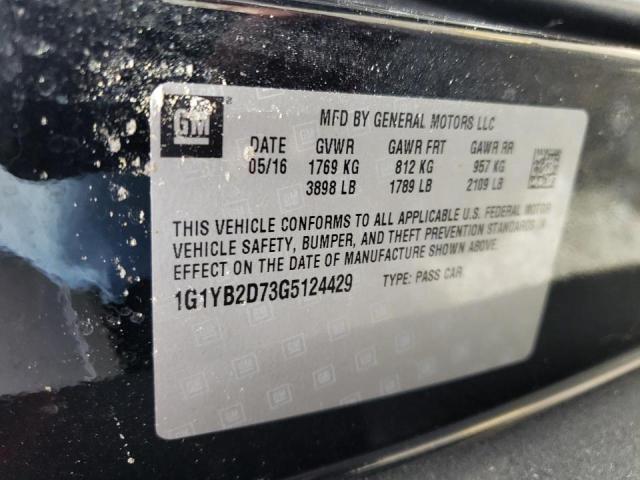 GM
MFD BY GENERAL MOTORS LLC
DATE GVWR GAWR FRT GAWR RR
05/16 1769 KG 812 KG 957 KG
3898 LB 1789 LB 2109 LB
THIS VEHICLE CONFORMS TO ALL APPLICABLE U.S. FEDERAL MOTOR
VEHICLE SAFETY, BUMPER, AND THEFT PREVENTION STANDARDS IN
EFFECT ON THE DATE OF MANUFACTURE SHOWN ABOVE.
1G1YB2D73G5124429 TYPE: PASS CAR